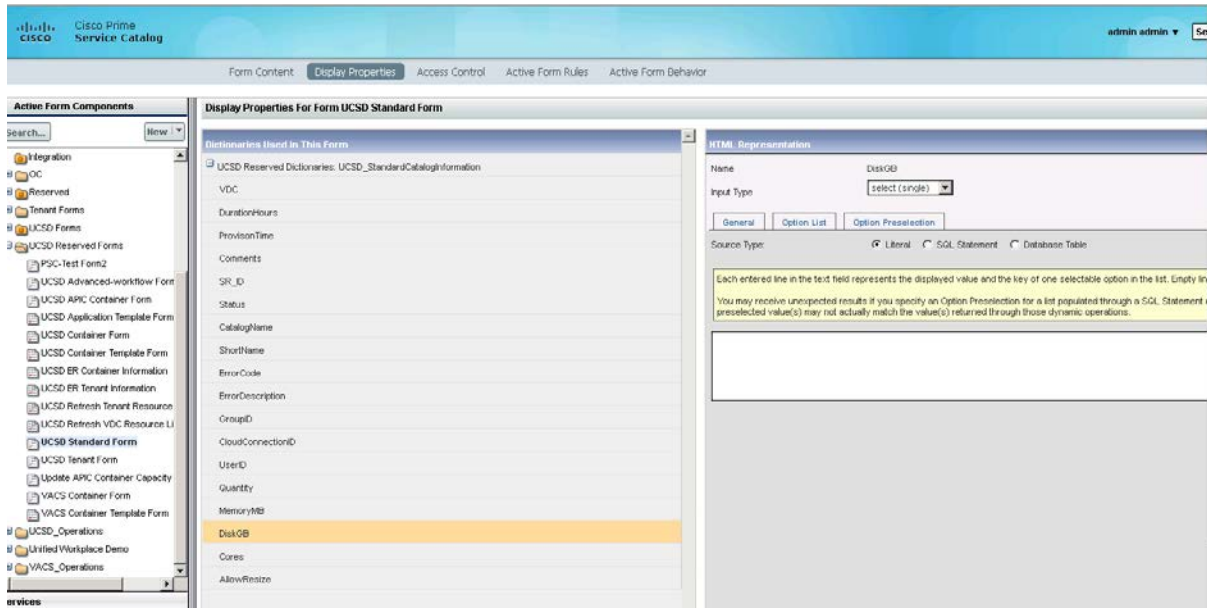 cisco
Cisco Prime
Service Catalog
admin admin
Se
Form Content
Display Properties
Access Control
Active Form Rules
Active Form Behavior
Active Form Components
Search...
New
Integration
OC
Reserved
Tenant Forms
UCSD Forms
UCSD Reserved Forms
PSC-Test Form2
UCSD Advanced-workflow Form
UCSD APIC Container Form
UCSD Application Template Form
UCSD Container Form
UCSD Container Template Form
UCSD ER Container Information
UCSD ER Tenant Information
UCSD Refresh Tenant Resource
UCSD Refresh VDC Resource Li
UCSD Standard Form
UCSD Tenant Form
Update APIC Container Capacity
VACS Container Form
VACS Container Template Form
UCSD_Operations
Unified Workplace Demo
VACS_Operations
ervices
Display Properties For Form UCSD Standard Form
Dictionaries Used In This Form
UCSD Reserved Dictionaries: UCSD_StandardCatalogInformation
VDC
DurationHours
ProvisonTime
Comments
SR_ID
Status
CatalogName
ShortName
ErrorCode
ErrorDescription
GroupID
CloudConnectionID
UserID
Quantity
MemoryMB
DiskGB
Cores
AllowResize
HTML Representation
Name DiskGB
Input Type select (single)
General Option List Option Preselection
Source Type: Literal SQL Statement Database Table
Each entered line in the text field represents the displayed value and the key of one selectable option in the list. Empty lin
You may receive unexpected results if you specify an Option Preselection for a list populated through a SQL Statement
preselected value(s) may not actually match the value(s) returned through those dynamic operations.